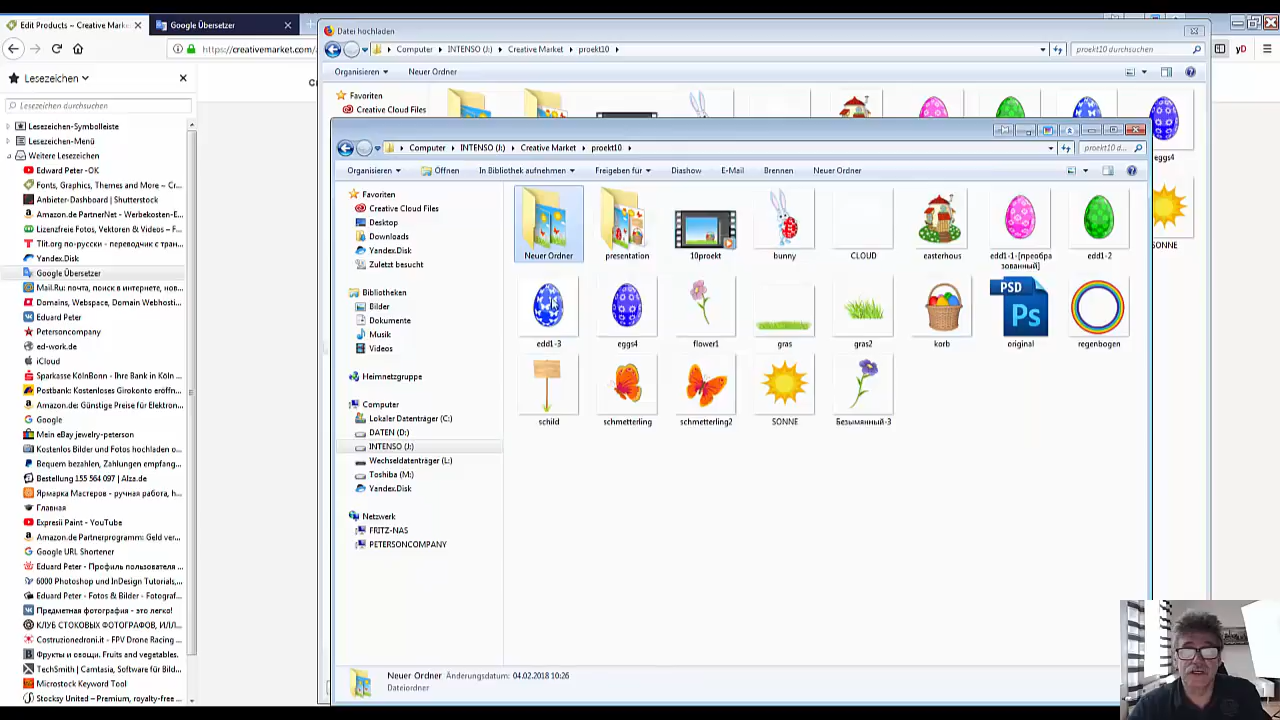 Edit Products ~ Creative Marke
Google Übersetzer
Datei hochladen
https://creativemarket.com/
Computer
INTENSO (J:)
Creative Market
proekt10
proekt10 durchsuchen
yD
Lesezeichen
Organisieren
Neuer Ordner
Lesezeichen durchsuchen
Favoriten
Creative Cloud Files
eggs4
SONNE
Lesezeichen-Symbolleiste
Lesezeichen-Menü
Weitere Lesezeichen
Edward Peter -OK
Fonts, Graphics, Themes and More ~ Cr...
Anbieter-Dashboard | Shutterstock
Amazon.de PartnerNet - Werbekosten-E...
Lizenzfreie Fotos, Vektoren & Videos – F...
Tlit.org по-русски - переводчик с тран...
Yandex.Disk
Google Übersetzer
Mail.Ru: почта, поиск в интернете, нов...
Domains, Webspace, Domain Webhosti...
Eduard Peter
Petersoncompany
ed-work.de
iCloud
Sparkasse KölnBonn - Ihre Bank in Köln ...
Postbank: Kostenloses Girokonto eröffn...
Amazon.de: Günstige Preise für Elektron...
Google
Mein eBay jewelry-peterson
Kostenlos Bilder und Fotos hochladen o...
Bequem bezahlen, Zahlungen empfang...
Bestellung 155 564 097 | Alza.de
Ярмарка Мастеров - ручная работа, h...
Главная
Expresii Paint - YouTube
Amazon.de Partnerprogramm: Geld ver...
Google URL Shortener
Eduard Peter - Профиль пользователя ...
6000 Photoshop und InDesign Tutorials,...
Eduard Peter - Fotos & Bilder - Fotograf...
Предметная фотография - это легко!
КЛУБ СТОКОВЫХ ФОТОГРАФОВ, ИЛЛ...
Costruzionedroni.it - FPV Drone Racing ...
Фрукты и овощи. Fruits and vegetables.
TechSmith | Camtasia, Software für Bild...
Microstock Keyword Tool
Stocksy United – Premium, royalty-free ...
Computer
INTENSO (J:)
Creative Market
proekt10
proekt10 d...
Organisieren
Öffnen
In Bibliothek aufnehmen
Freigeben für
Diashow
E-Mail
Brennen
Neuer Ordner
Favoriten
Creative Cloud Files
Desktop
Downloads
Yandex.Disk
Zuletzt besucht
Bibliotheken
Bilder
Dokumente
Musik
Videos
Heimnetzgruppe
Computer
Lokaler Datenträger (C:)
DATEN (D:)
INTENSO (J:)
Wechseldatenträger (L:)
Toshiba (M:)
Yandex.Disk
Netzwerk
FRITZ-NAS
PETERSONCOMPANY
Neuer Ordner
presentation
10proekt
bunny
CLOUD
easterhous
edd1-1-[преобразованный]
edd1-2
edd1-3
eggs4
flower1
gras
gras2
korb
PSD
Ps
original
regenbogen
schild
schmetterling
schmetterling2
SONNE
Безымянный-3
Neuer Ordner Änderungsdatum: 04.02.2018 10:26
Dateiordner